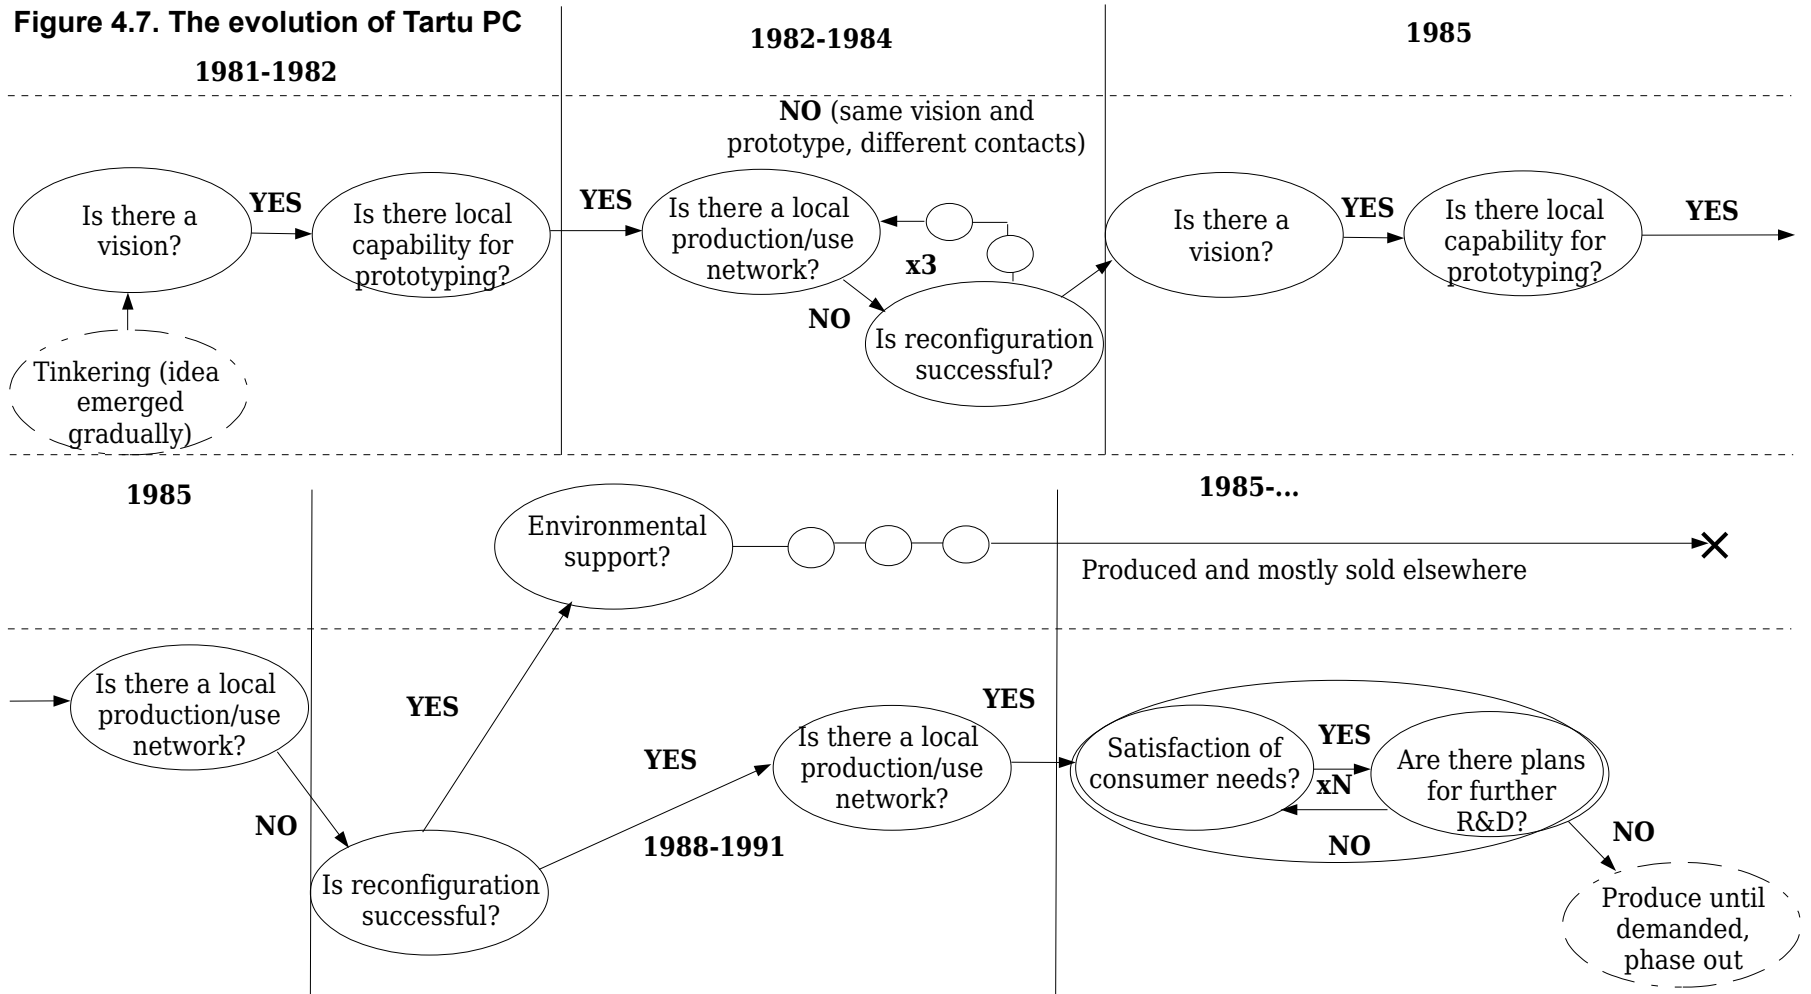 Figure 4.7. The evolution of Tartu PC
1981-1982
1982-1984
1985
NO (same vision and
prototype, different contacts)
Is there a
vision?
YES
Is there local
capability for
prototyping?
YES
Is there a local
production/use
network?
x3
NO
Is reconfiguration
successful?
Is there a
vision?
YES
Is there local
capability for
prototyping?
YES
Tinkering (idea
emerged
gradually)
1985
1985-...
Environmental
support?
Produced and mostly sold elsewhere
Is there a local
production/use
network?
NO
YES
Is reconfiguration
successful?
YES
1988-1991
Is there a local
production/use
network?
YES
Satisfaction of
consumer needs?
YES
xN
NO
Are there plans
for further
R&D?
NO
Produce until
demanded,
phase out